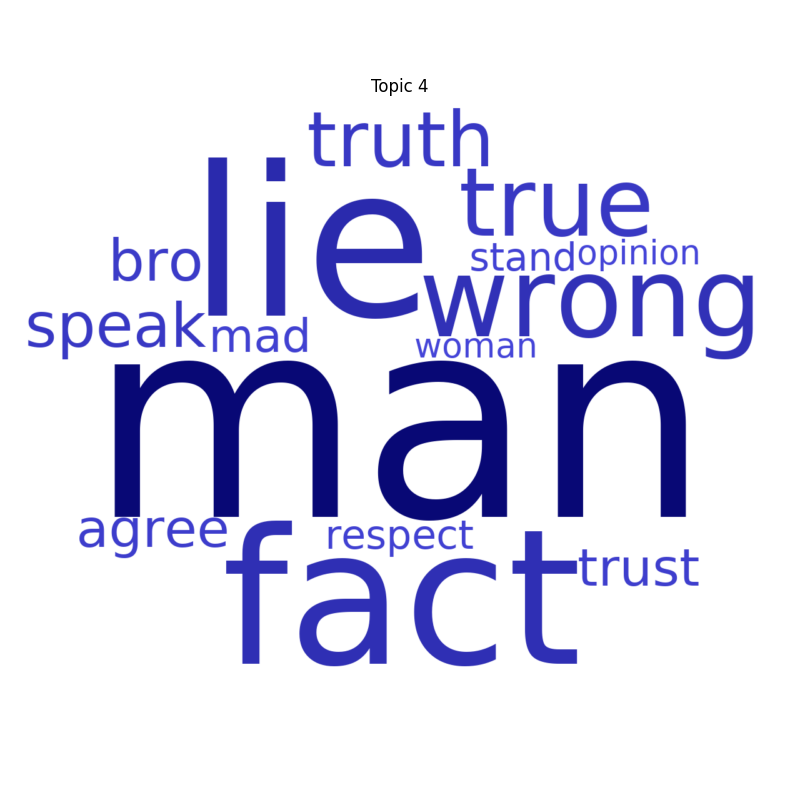 Topic 4
truth
lie
true
bro
stand
opinion
wrong
speak
mad
woman
man
agree
respect
fact
trust